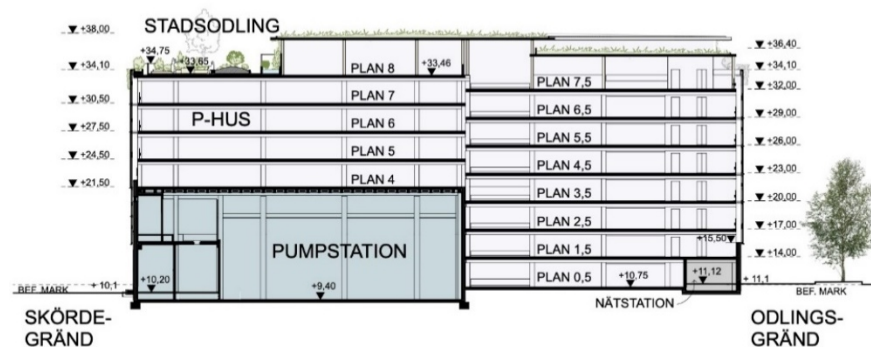 STADSODLING
+38,00
+34,75
+33,65
+34,10
PLAN 8
+33,46
+36,40
+34,10
PLAN 7,5
+32,00
PLAN 7
+30,50
P-HUS
PLAN 6,5
+29,00
PLAN 6
+27,50
PLAN 5,5
+26,00
PLAN 5
+24,50
PLAN 4,5
+23,00
PLAN 4
+21,50
PLAN 3,5
+20,00
PLAN 2,5
+17,00
PUMPSTATION
PLAN 1,5
+15,50
+14,00
PLAN 0,5
+10,75
+11,12
+ 11,1
+ 10,1
+10,20
+9,40
BEF. MARK
BEF. MARK
NÄTSTATION
SKÖRDE-
GRÄND
ODLINGS-
GRÄND